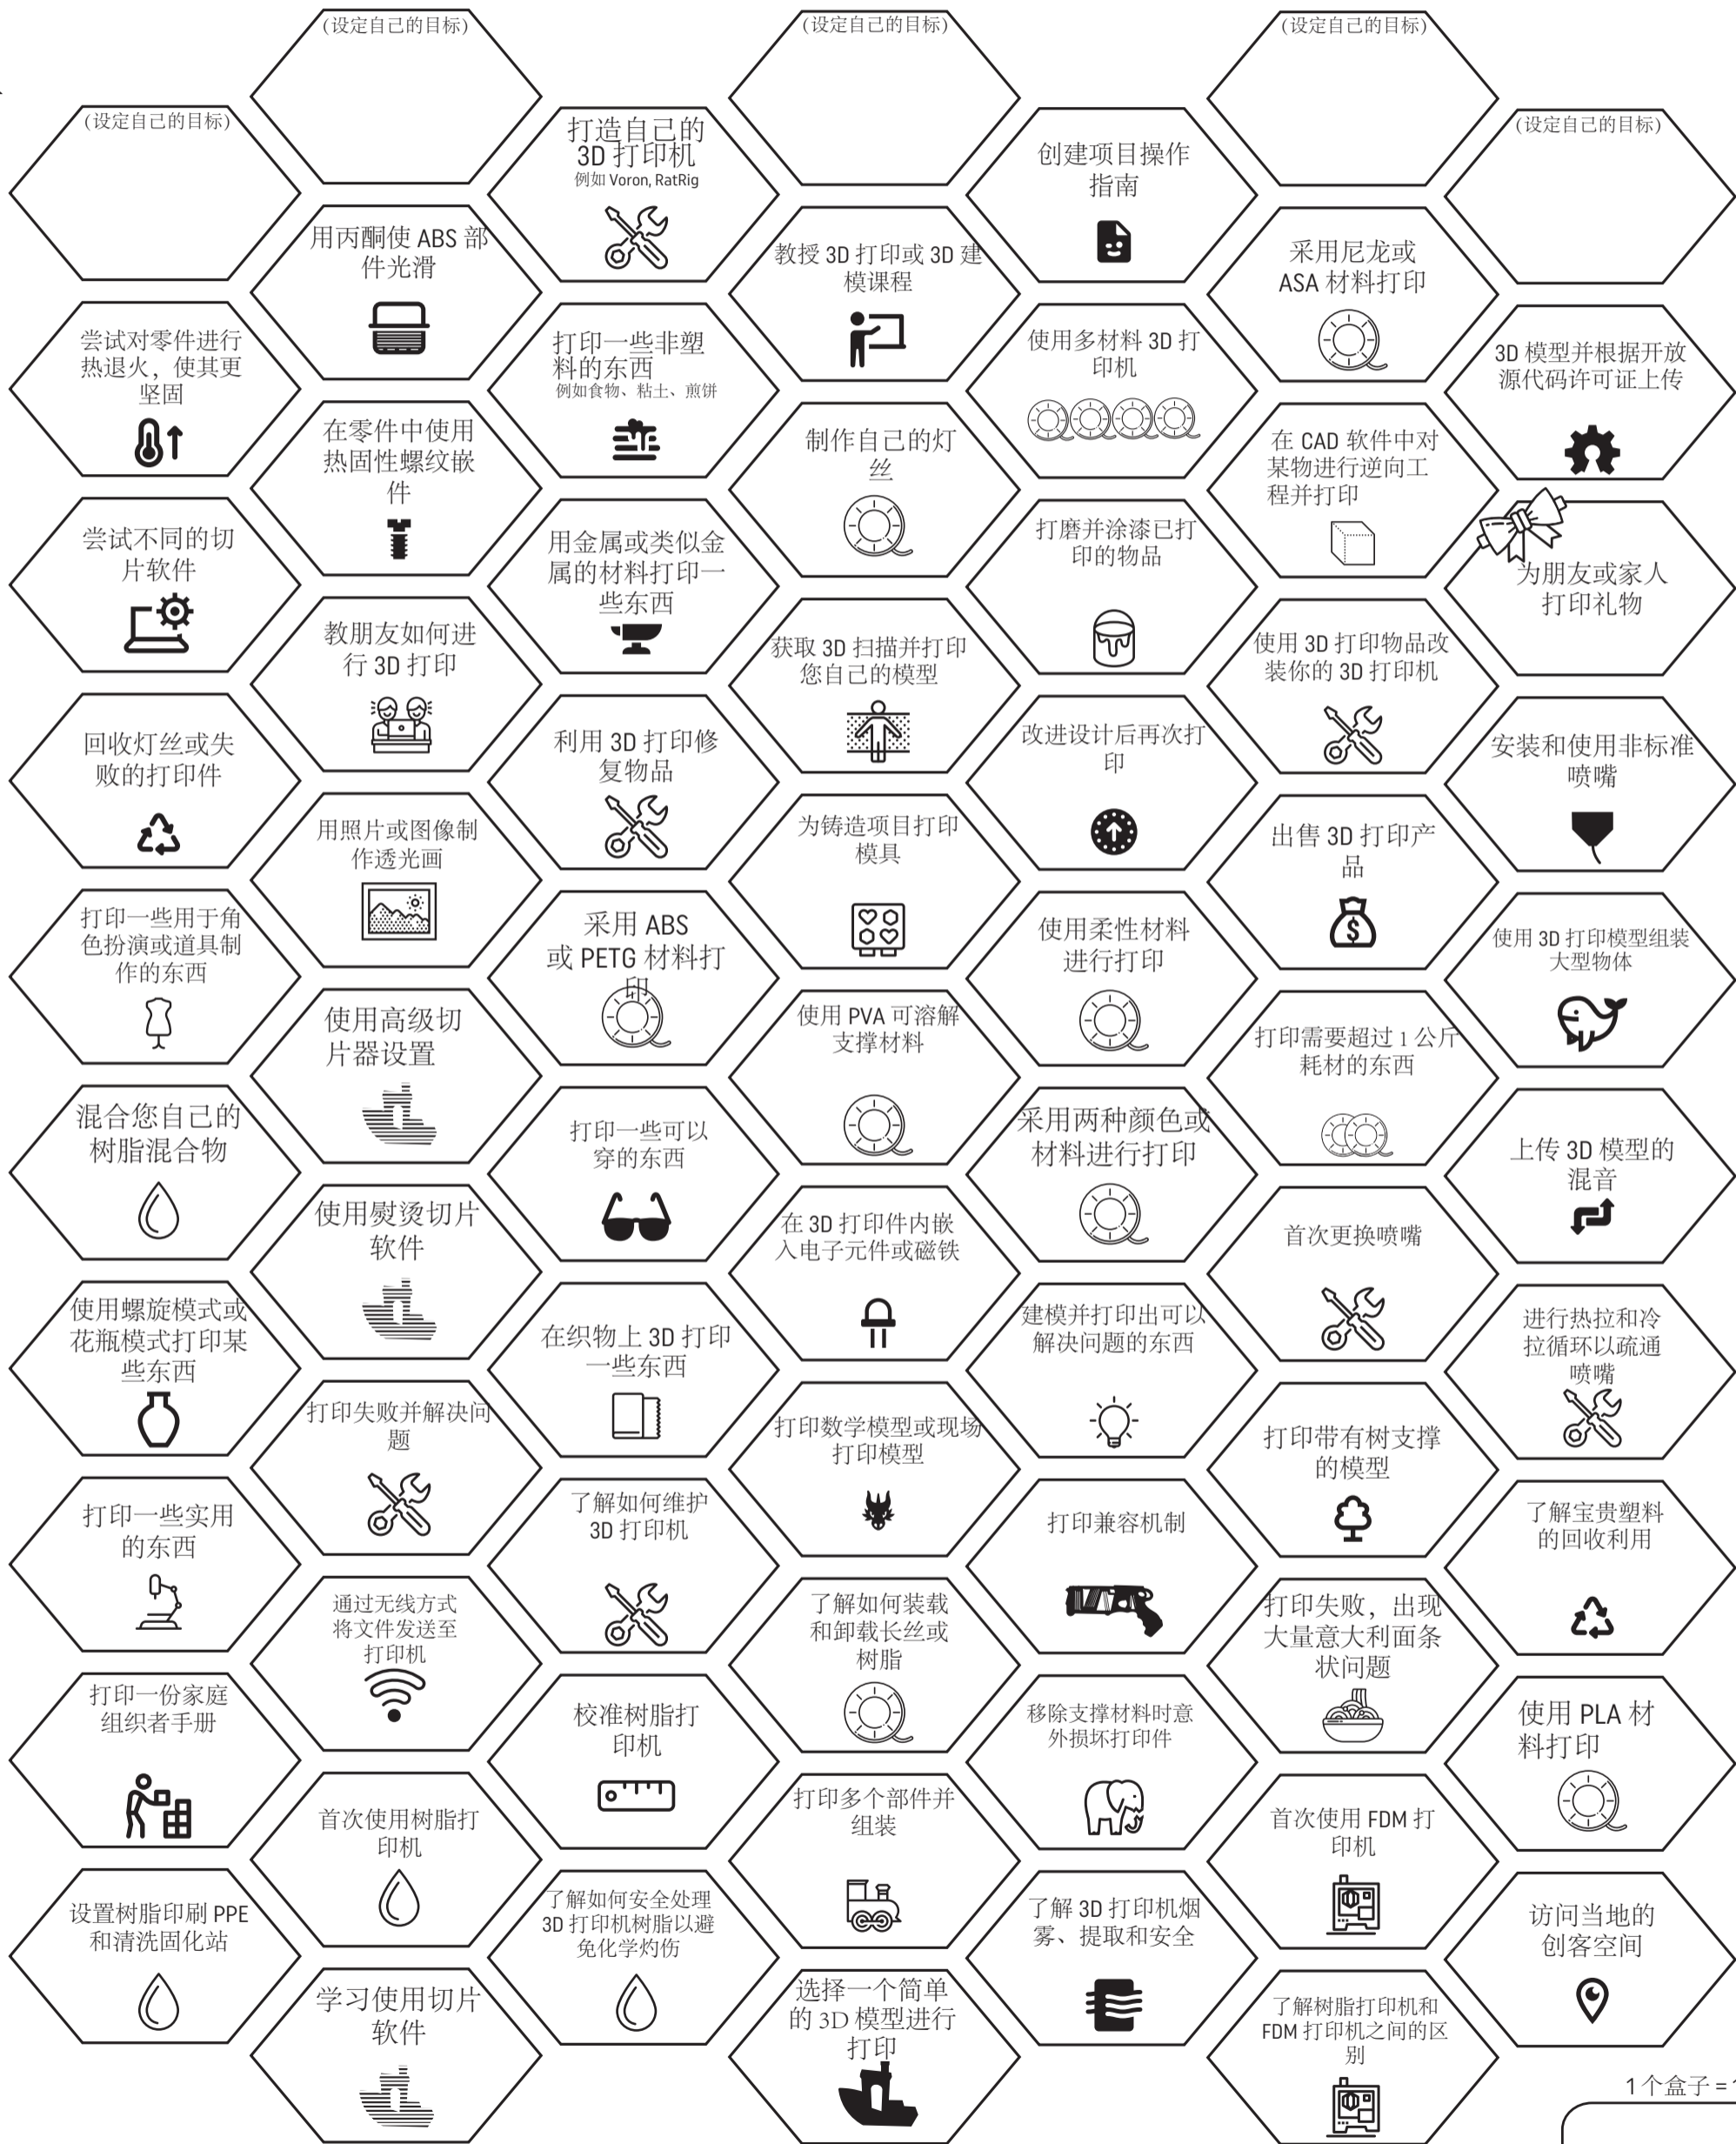 (设定自己的目标)
(设定自己的目标)
(设定自己的目标)
(设定自己的目标)
打造自己的
3D 打印机
例如 Voron, RatRig
创建项目操作
指南
(设定自己的目标)
用丙酮使 ABS 部
件光滑
教授 3D 打印或 3D 建
模课程
采用尼龙或
ASA 材料打印
尝试对零件进行
热退火，使其更
坚固
打印一些非塑
料的东西
例如食物、粘土、煎饼
使用多材料 3D 打
印机
3D 模型并根据开放
源代码许可证上传
在零件中使用
热固性螺纹嵌
件
制作自己的灯
丝
在 CAD 软件中对
某物进行逆向工
程并打印
尝试不同的切
片软件
用金属或类似金
属的材料打印一
些东西
打磨并涂漆已打
印的物品
为朋友或家人
打印礼物
教朋友如何进
行 3D 打印
获取 3D 扫描并打印
您自己的模型
使用 3D 打印物品改
装你的 3D 打印机
回收灯丝或失
败的打印件
利用 3D 打印修
复物品
改进设计后再次打
印
安装和使用非标准
喷嘴
用照片或图像制
作透光画
为铸造项目打印
模具
出售 3D 打印产
品
打印一些用于角
色扮演或道具制
作的东西
采用 ABS
或 PETG 材料打
印
使用柔性材料
进行打印
使用 3D 打印模型组装
大型物体
使用高级切
片器设置
使用 PVA 可溶解
支撑材料
打印需要超过 1 公斤
耗材的东西
混合您自己的
树脂混合物
打印一些可以
穿的东西
采用两种颜色或
材料进行打印
上传 3D 模型的
混音
使用熨烫切片
软件
在 3D 打印件内嵌
入电子元件或磁铁
首次更换喷嘴
使用螺旋模式或
花瓶模式打印某
些东西
在织物上 3D 打印
一些东西
建模并打印出可以
解决问题的东西
进行热拉和冷
拉循环以疏通
喷嘴
打印失败并解决问
题
打印数学模型或现场
打印模型
打印带有树支撑
的模型
打印一些实用
的东西
了解如何维护
3D 打印机
打印兼容机制
了解宝贵塑料
的回收利用
通过无线方式
将文件发送至
打印机
了解如何装载
和卸载长丝或
树脂
打印失败，出现
大量意大利面条
状问题
打印一份家庭
组织者手册
校准树脂打
印机
移除支撑材料时意
外损坏打印件
使用 PLA 材
料打印
首次使用树脂打
印机
打印多个部件并
组装
首次使用 FDM 打
印机
设置树脂印刷 PPE
和清洗固化站
了解如何安全处理
3D 打印机树脂以避
免化学灼伤
了解 3D 打印机烟
雾、提取和安全
访问当地的
创客空间
学习使用切片
软件
选择一个简单
的 3D 模型进行
打印
了解树脂打印机和
FDM 打印机之间的区
别
1 个盒子 =